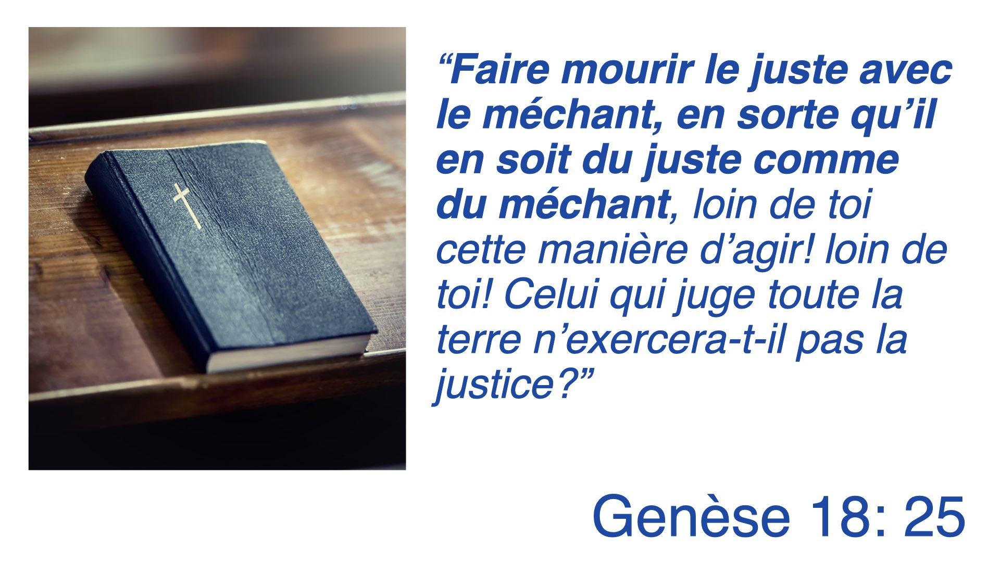 “Faire mourir le juste avec
le méchant, en sorte qu’il
en soit du juste comme
du méchant, loin de toi
cette manière d’agir! loin de
toi! Celui qui juge toute la
terre n’exercera-t-il pas la
justice?”
Genèse 18: 25